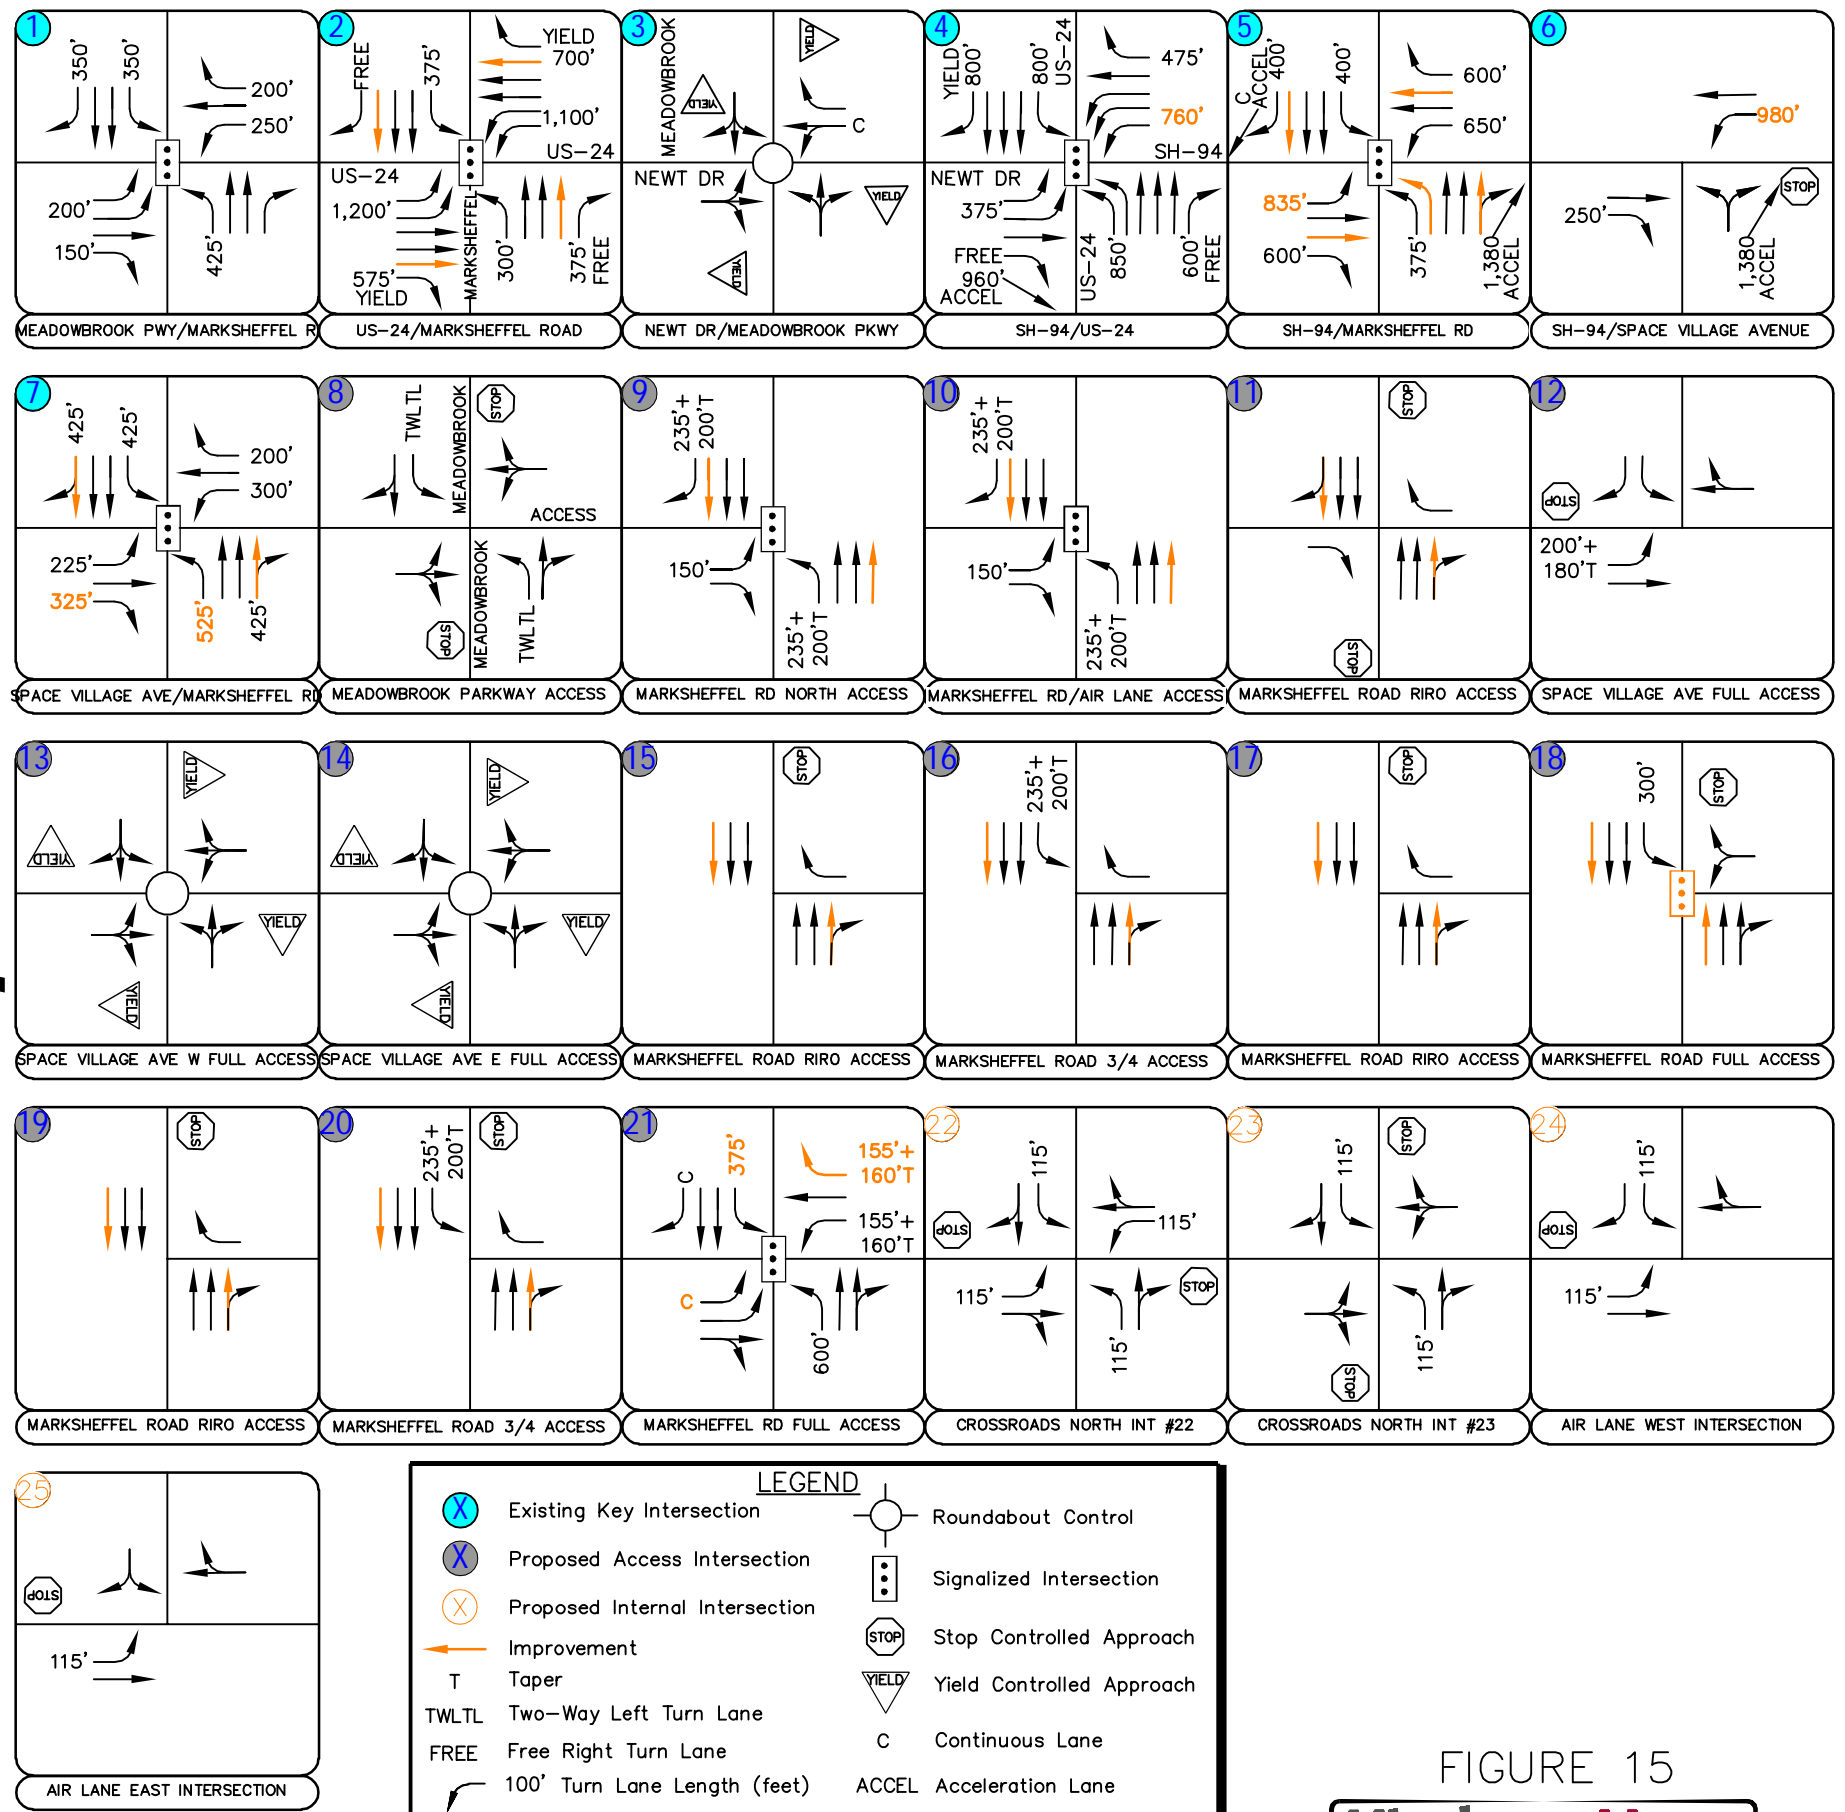 1
350'
350'
200'
250'
200'
150'
425'
MEADOWBROOK PWY/MARKSHEFFEL R
2
FREE
375'
YIELD
700'
1,100'
US-24
US-24
1,200'
575'
YIELD
MARKSHEFFEL
300'
375'
FREE
US-24/MARKSHEFFEL ROAD
3
MEADOWBROOK
YIELD
YIELD
C
NEWT DR
YIELD
YIELD
NEWT DR/MEADOWBROOK PKWY
4
YIELD
800'
800'
US-24
475'
760'
SH-94
NEWT DR
375'
FREE
960'
ACCEL
US-24
850'
600'
FREE
SH-94/US-24
5
C
ACCEL
400'
400'
600'
650'
835'
600'
375'
1,380
ACCEL
SH-94/MARKSHEFFEL RD
6
980'
250'
STOP
1,380
ACCEL
SH-94/SPACE VILLAGE AVENUE
7
425'
425'
200'
300'
225'
325'
525'
425'
SPACE VILLAGE AVE/MARKSHEFFEL RD
8
TWLTL
MEADOWBROOK
STOP
ACCESS
STOP
MEADOWBROOK
TWLTL
MEADOWBROOK PARKWAY ACCESS
9
235'+
200'T
150'
235'+
200'T
MARKSHEFFEL RD NORTH ACCESS
10
235'+
200'T
150'
235'+
200'T
MARKSHEFFEL RD/AIR LANE ACCESS
11
STOP
STOP
MARKSHEFFEL ROAD RIRO ACCESS
12
STOP
200'+
180'T
SPACE VILLAGE AVE FULL ACCESS
13
YIELD
YIELD
YIELD
YIELD
SPACE VILLAGE AVE W FULL ACCESS
14
YIELD
YIELD
YIELD
YIELD
SPACE VILLAGE AVE E FULL ACCESS
15
STOP
MARKSHEFFEL ROAD RIRO ACCESS
16
235'+
200'T
MARKSHEFFEL ROAD 3/4 ACCESS
17
STOP
MARKSHEFFEL ROAD RIRO ACCESS
18
300'
STOP
MARKSHEFFEL ROAD FULL ACCESS
19
STOP
MARKSHEFFEL ROAD RIRO ACCESS
20
235'+
200'T
STOP
MARKSHEFFEL ROAD 3/4 ACCESS
21
C
375'
155'+
160'T
155'+
160'T
C
600'
MARKSHEFFEL RD FULL ACCESS
22
115'
STOP
115'
115'
STOP
115'
CROSSROADS NORTH INT #22
23
115'
STOP
STOP
115'
CROSSROADS NORTH INT #23
24
115'
STOP
115'
AIR LANE WEST INTERSECTION
25
STOP
115'
AIR LANE EAST INTERSECTION
LEGEND
X Existing Key Intersection
X Proposed Access Intersection
X Proposed Internal Intersection
Improvement
T Taper
TWLTL Two-Way Left Turn Lane
FREE Free Right Turn Lane
100' Turn Lane Length (feet)
Roundabout Control
Signalized Intersection
STOP Stop Controlled Approach
YIELD Yield Controlled Approach
C Continuous Lane
ACCEL Acceleration Lane
FIGURE 15